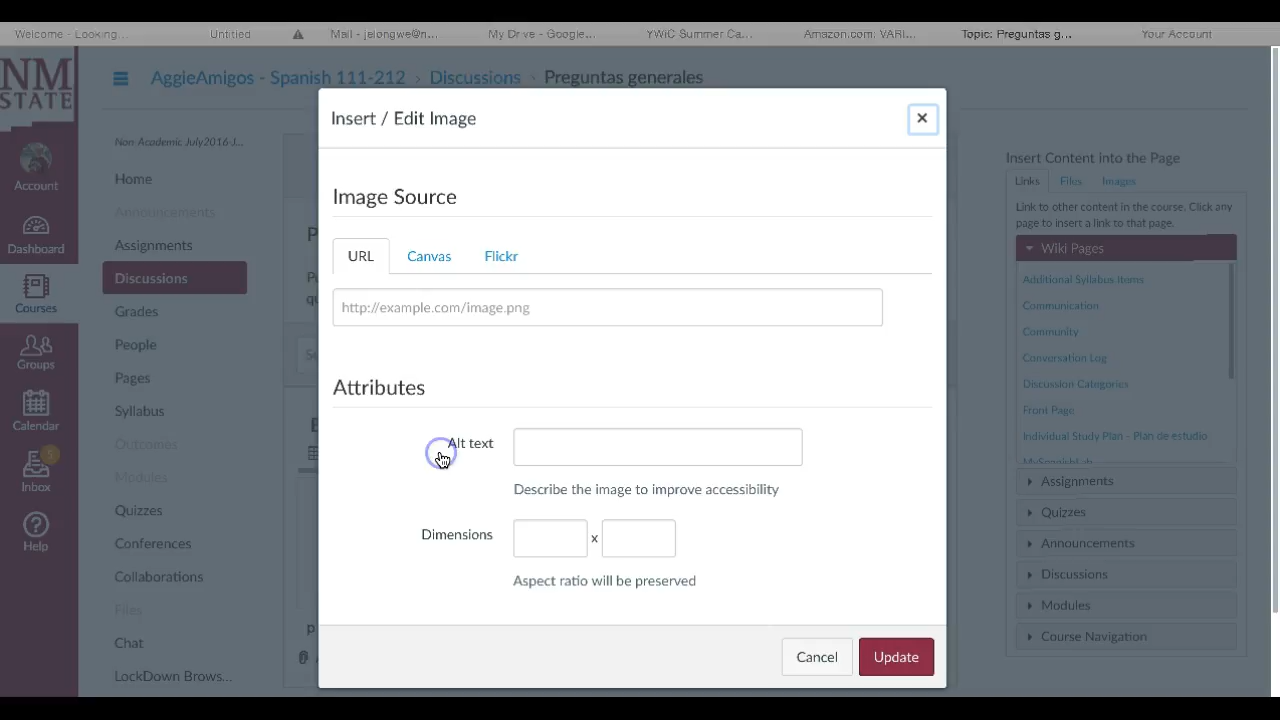 Welcome - Looking...
Untitled
Mail - jelongwe@n...
My Drive - Google...
YWiC Summer Ca...
Amazon.com: VARI...
Topic: Preguntas g...
Your Account
NM
STATE
Account
Dashboard
Courses
Groups
Calendar
5
Inbox
Help
AggieAmigos - Spanish 111-212 › Discussions › Preguntas generales
Non-Academic July2016-J...
Home
Announcements
Assignments
Discussions
Grades
People
Pages
Syllabus
Outcomes
Modules
Quizzes
Conferences
Collaborations
Files
Chat
LockDown Brows...
Insert / Edit Image
Image Source
URL
Canvas
Flickr
http://example.com/image.png
Attributes
Alt text
Describe the image to improve accessibility
Dimensions
x
Aspect ratio will be preserved
Cancel
Update
Insert Content into the Page
Links
Files
Images
Link to other content in the course. Click any
page to insert a link to that page.
Wiki Pages
Additional Syllabus Items
Communication
Community
Conversation Log
Discussion Categories
Front Page
Individual Study Plan - Plan de estudio
MySpanishLab
Assignments
Quizzes
Announcements
Discussions
Modules
Course Navigation